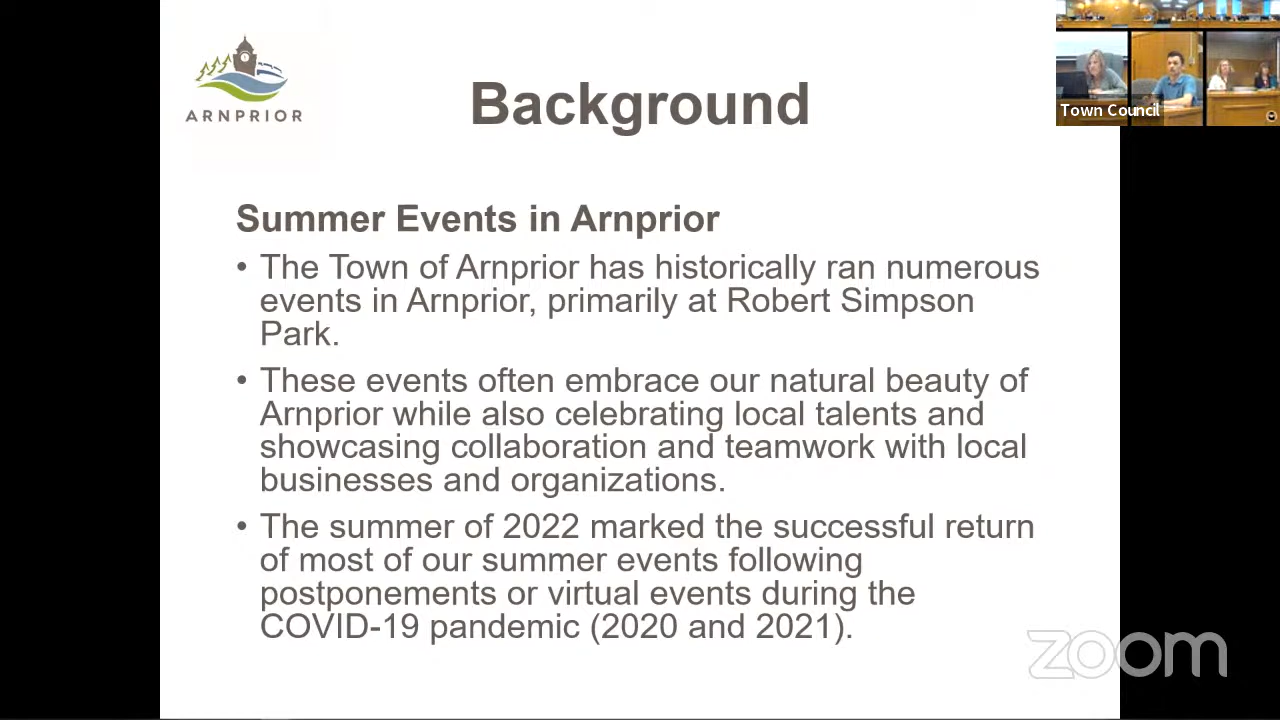 ARNPRIOR
Background
Town Council
Summer Events in Arnprior
• The Town of Arnprior has historically ran numerous
events in Arnprior, primarily at Robert Simpson
Park.
• These events often embrace our natural beauty of
Arnprior while also celebrating local talents and
showcasing collaboration and teamwork with local
businesses and organizations.
• The summer of 2022 marked the successful return
of most of our summer events following
postponements or virtual events during the
COVID-19 pandemic (2020 and 2021).
zoom